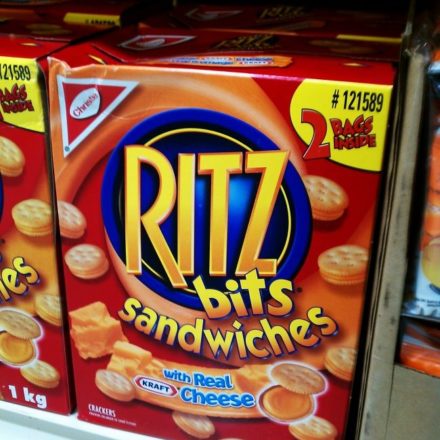 Christie
# 121589
2 BAGS
INSIDE
RITZ
bits
sandwiches
with Real
KRAFT Cheese
CRACKERS
121589
BAGS
INSIDE
1 kg